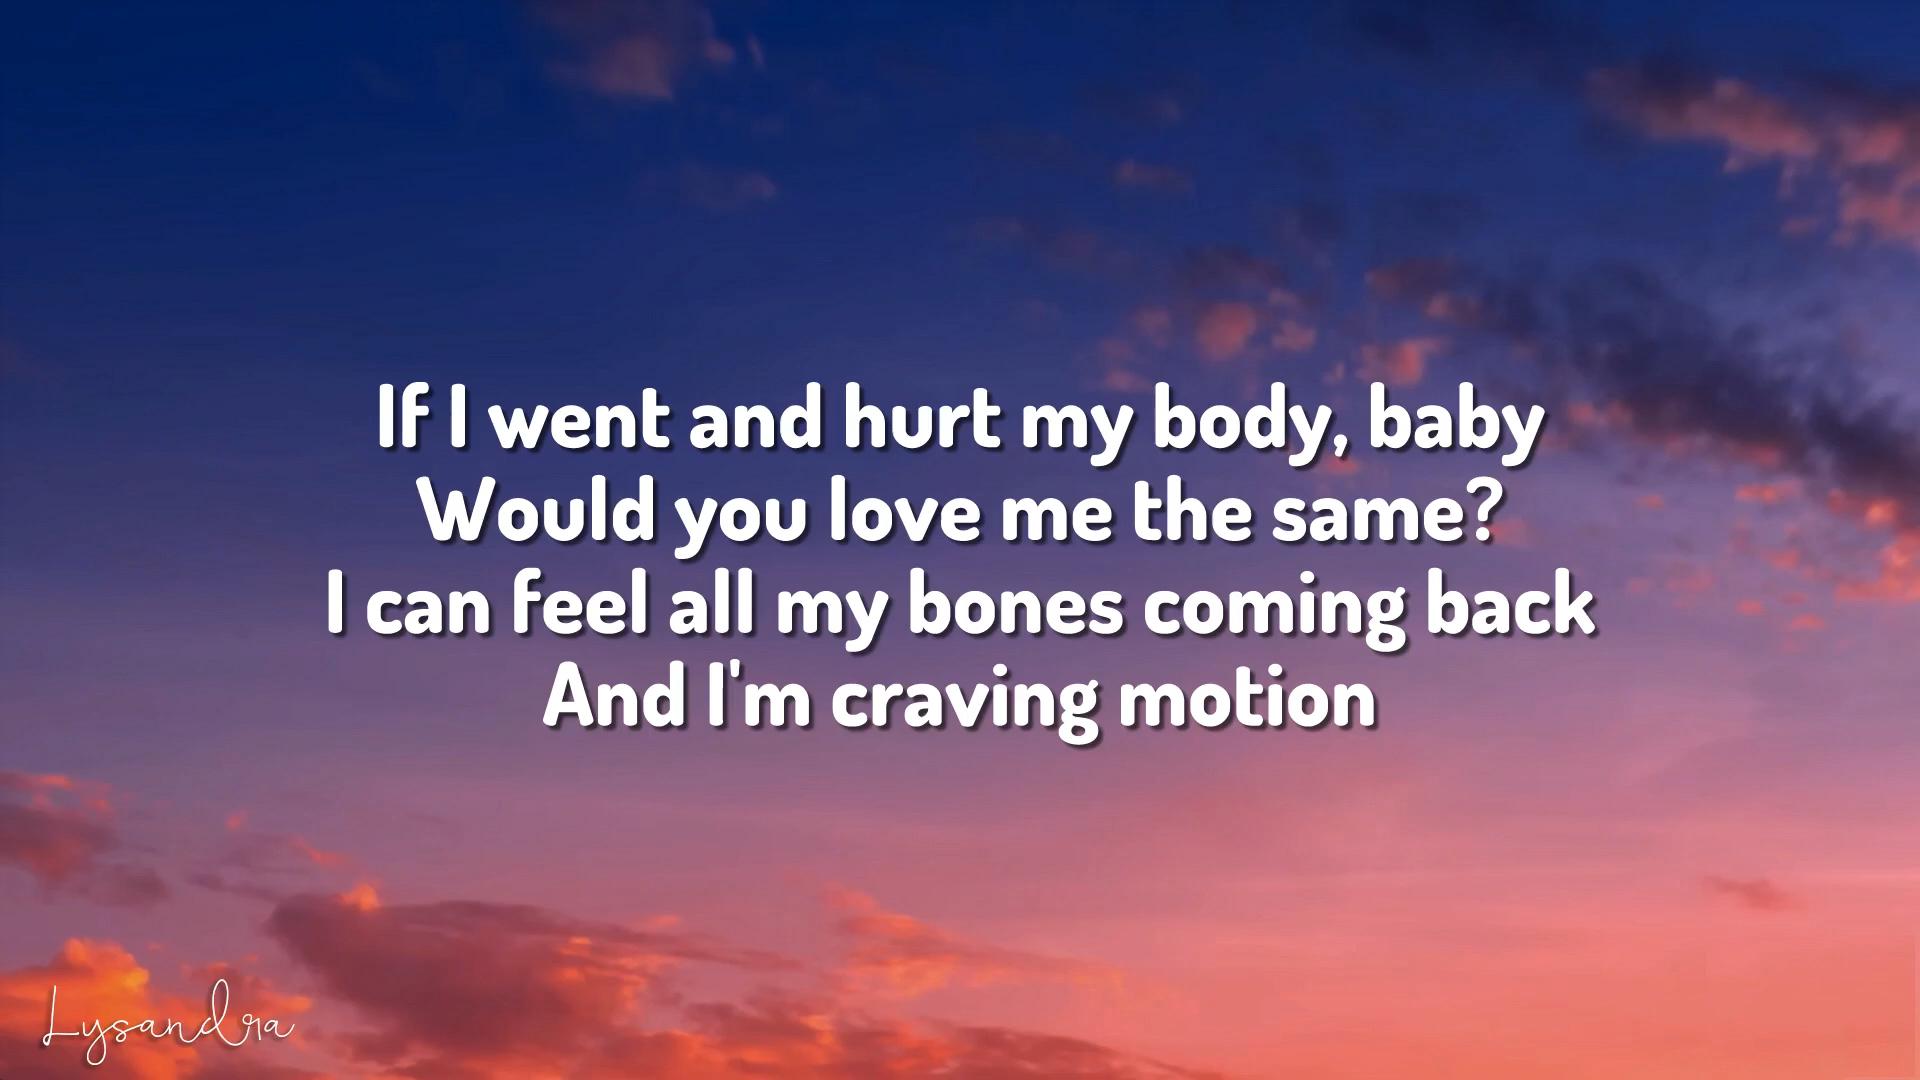 If I went and hurt my body, baby
Would you love me the same?
I can feel all my bones coming back
And I'm craving motion
Lysandra